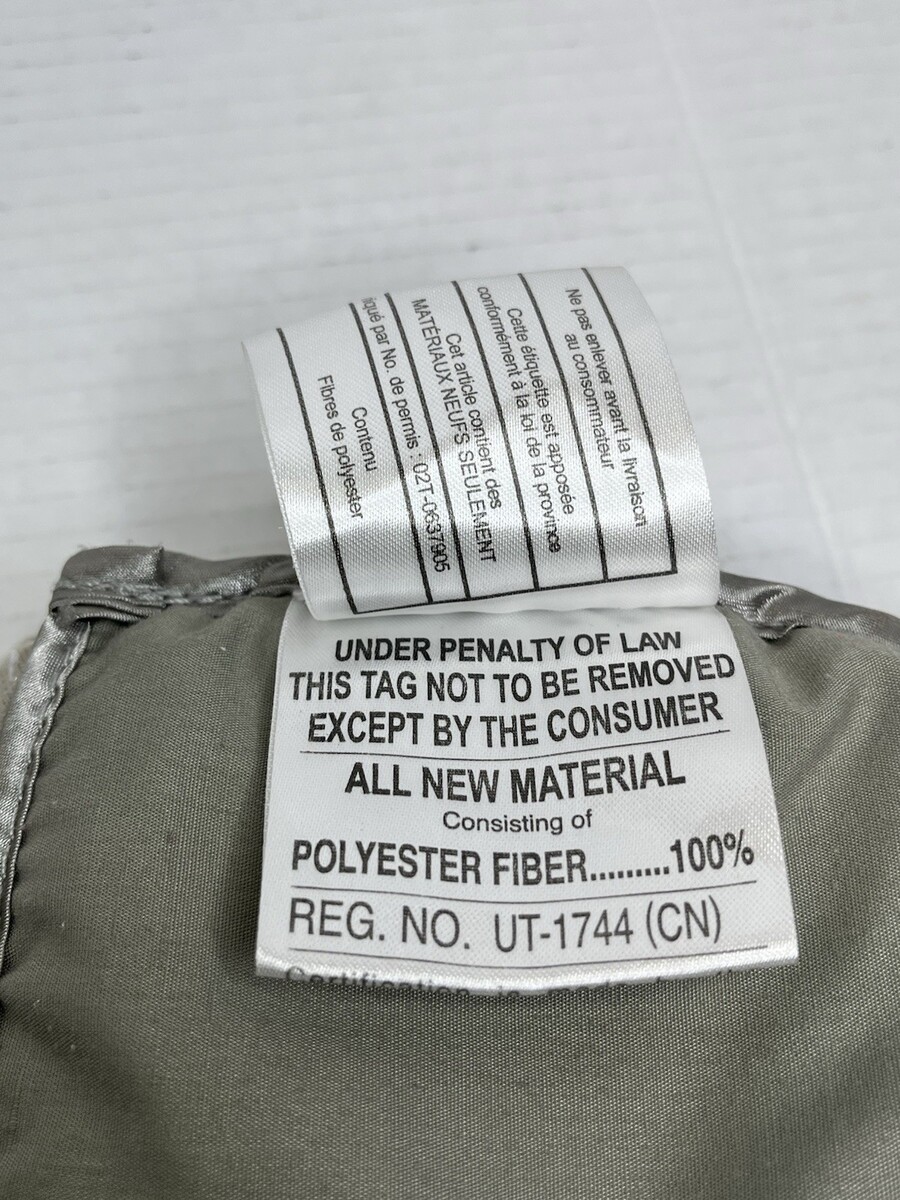 Ne pas enlever avant la livraison
au consommateur
Cette étiquette est apposée
conformément à la loi de la province
Cet article contient des
MATÉRIAUX NEUFS SEULEMENT
par No. de permis : 02T-0637905
Contenu
Fibres de polyester
UNDER PENALTY OF LAW
THIS TAG NOT TO BE REMOVED
EXCEPT BY THE CONSUMER
ALL NEW MATERIAL
Consisting of
POLYESTER FIBER.........100%
REG. NO. UT-1744 (CN)
Certification is